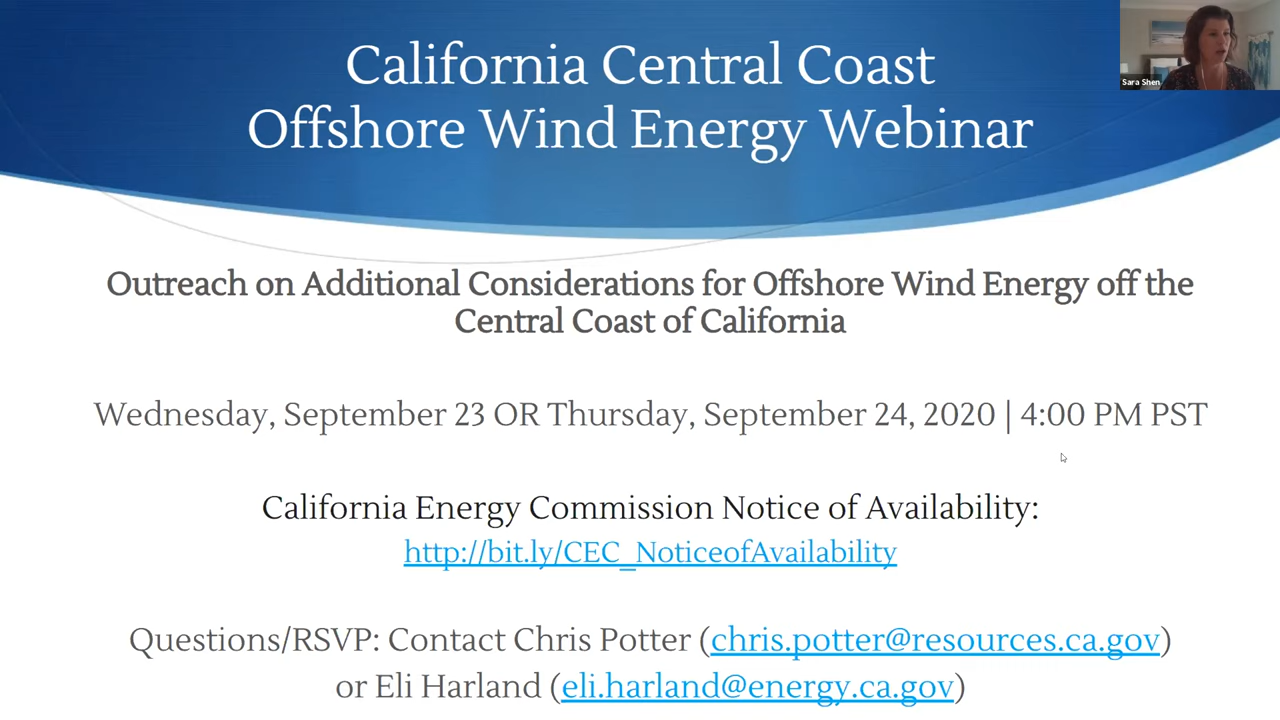 California Central Coast
Offshore Wind Energy Webinar
Sara Shen
Outreach on Additional Considerations for Offshore Wind Energy off the
Central Coast of California
Wednesday, September 23 OR Thursday, September 24, 2020 | 4:00 PM PST
California Energy Commission Notice of Availability:
http://bit.ly/CEC_NoticeofAvailability
Questions/RSVP: Contact Chris Potter (chris.potter@resources.ca.gov)
or Eli Harland (eli.harland@energy.ca.gov)